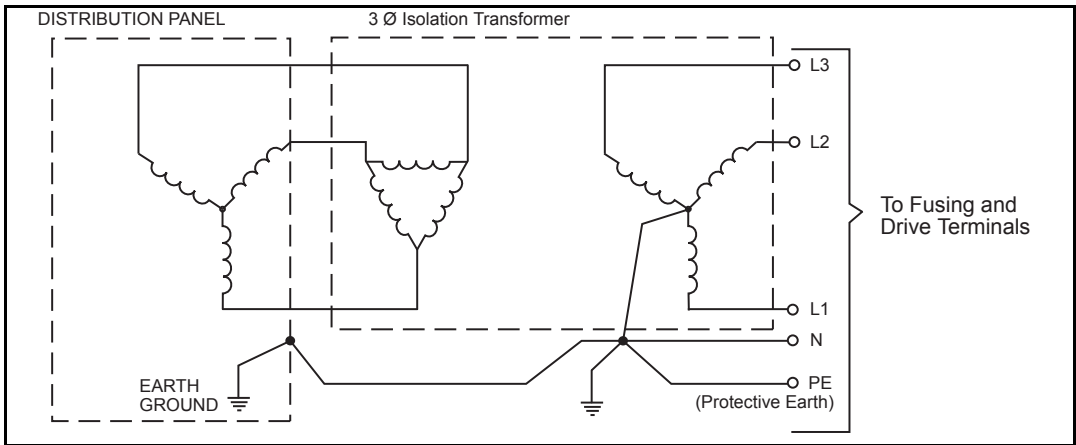 DISTRIBUTION PANEL
3 Ø Isolation Transformer
L3
L2
To Fusing and
Drive Terminals
L1
N
EARTH
GROUND
PE
(Protective Earth)